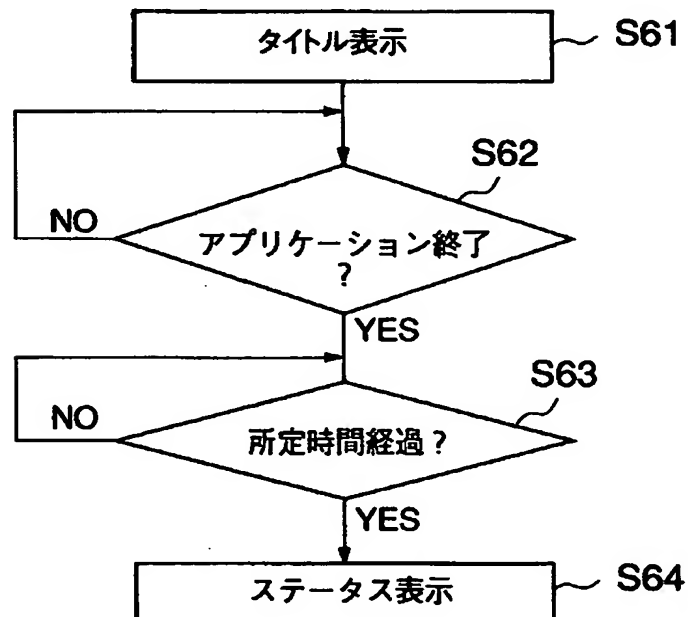 タイトル表示
S61
S62
NO
アプリケーション終了
?
YES
S63
NO
所定時間経過?
YES
ステータス表示
S64